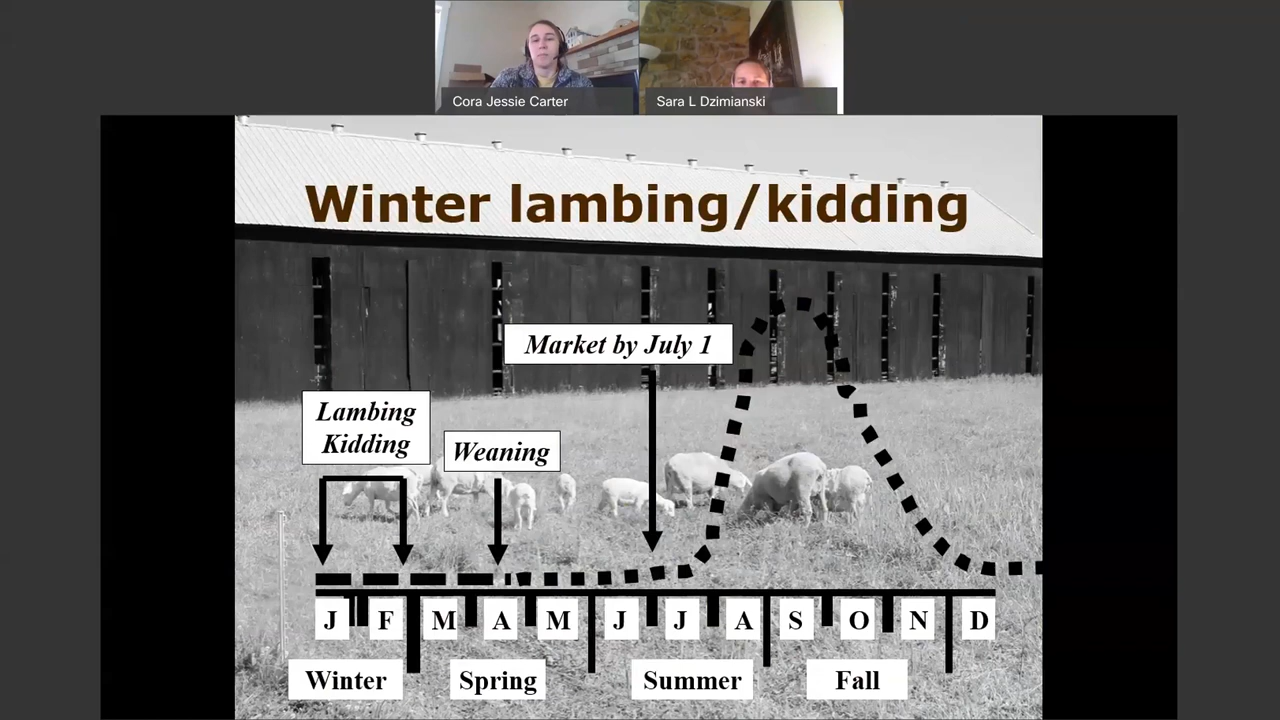 Cora Jessie Carter
Sara L Dzimianski
Winter lambing/kidding
Market by July 1
Lambing
Kidding
Weaning
J F M A M J J A S O N D
Winter Spring Summer Fall